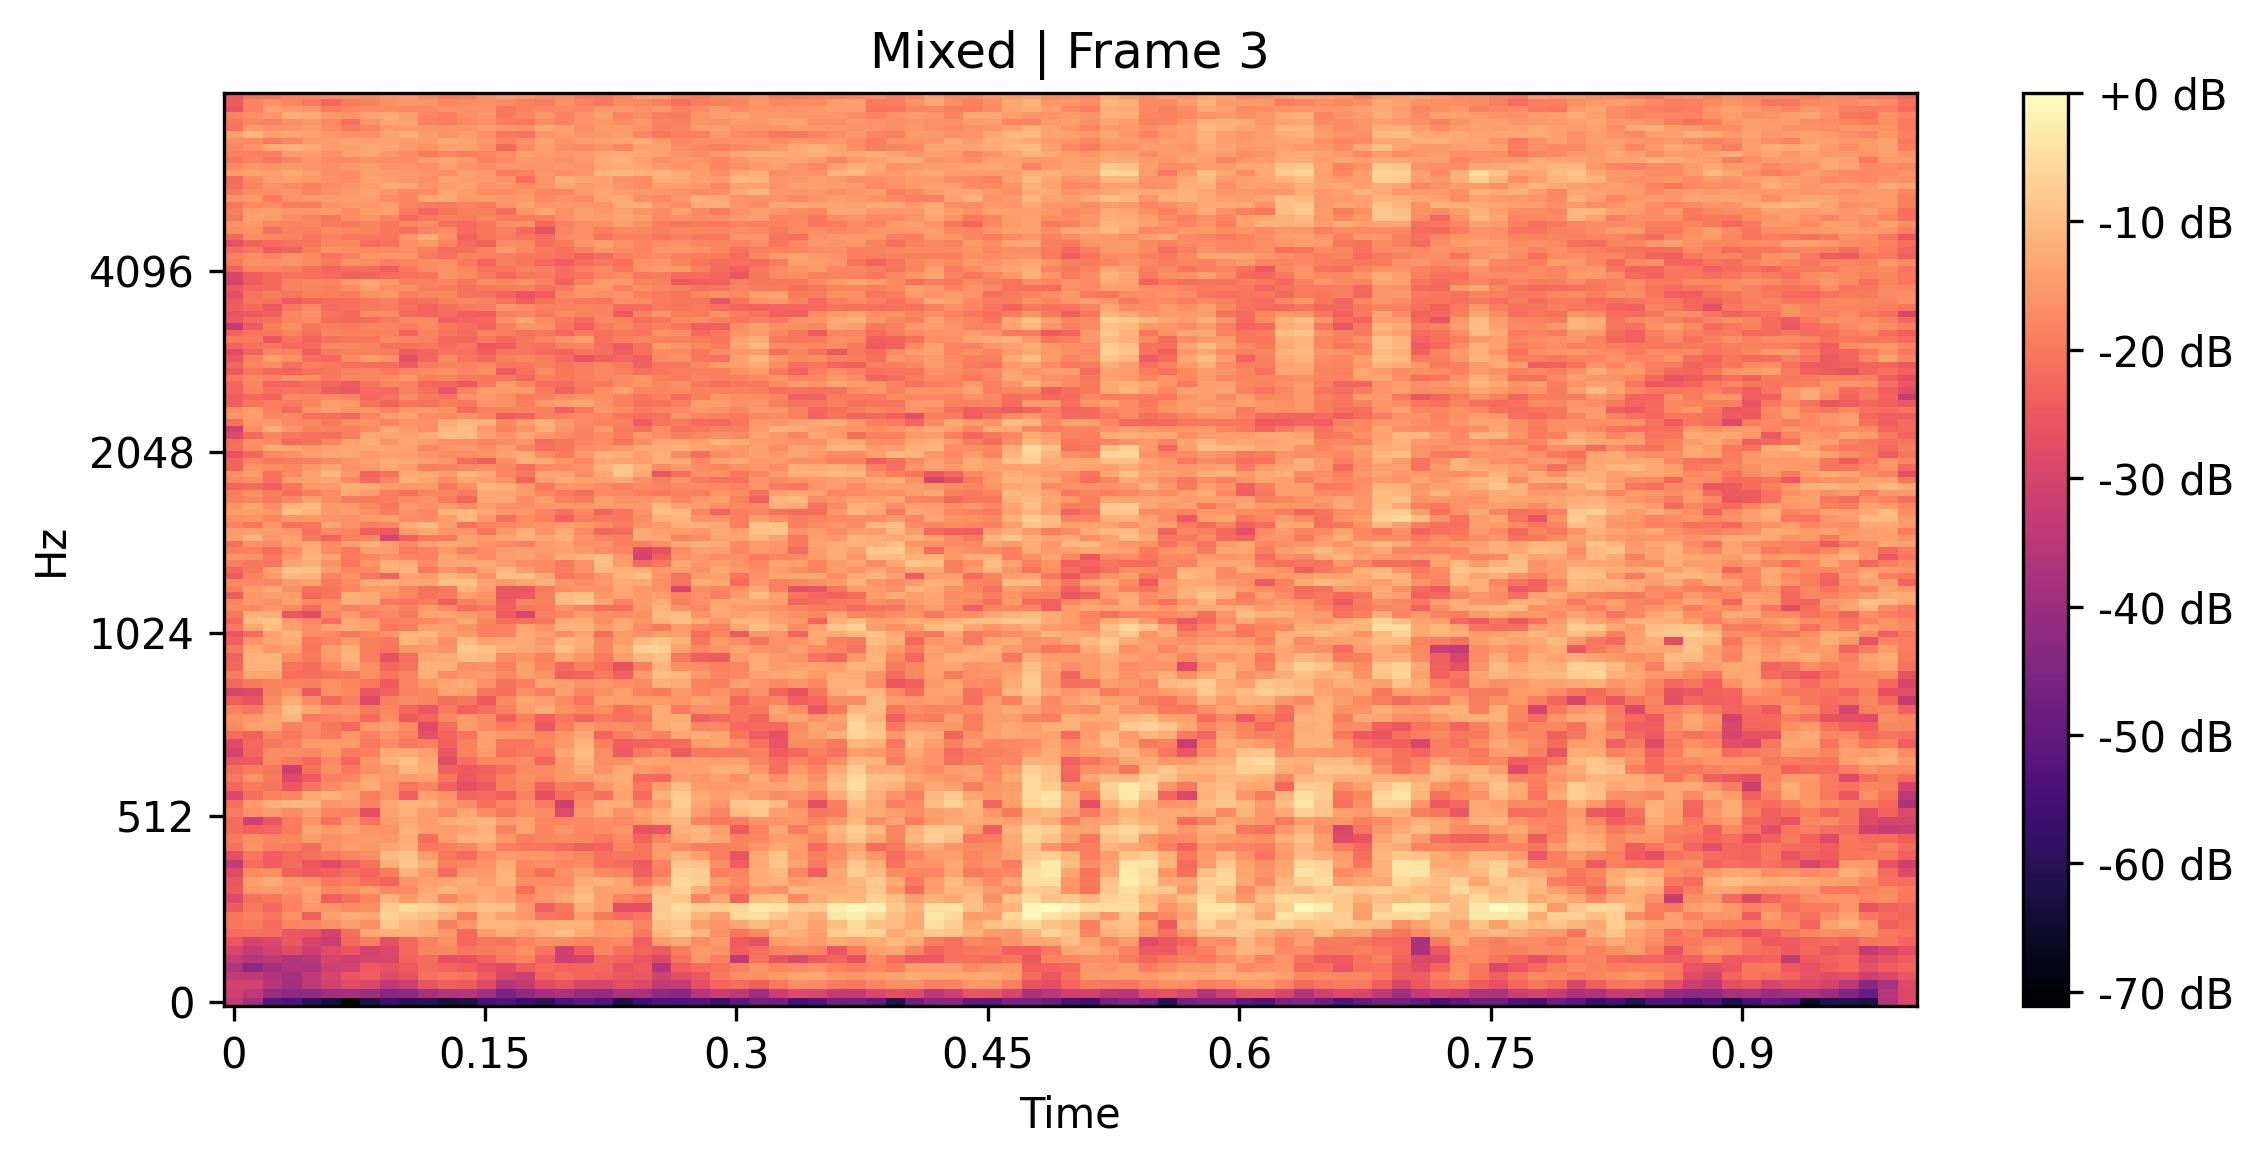 Mixed | Frame 3
+0 dB
-10 dB
-20 dB
-30 dB
-40 dB
-50 dB
-60 dB
-70 dB
4096
2048
1024
512
0
Hz
0 0.15 0.3 0.45 0.6 0.75 0.9
Time